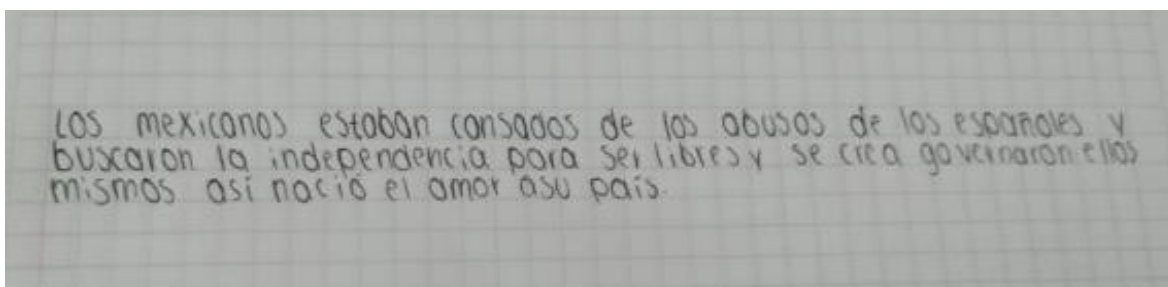 Los mexicanos estaban cansados de los abusos de los españoles y
buscaron la independencia para ser libres y se crea governaron ellos
mismos así nació el amor asu país.